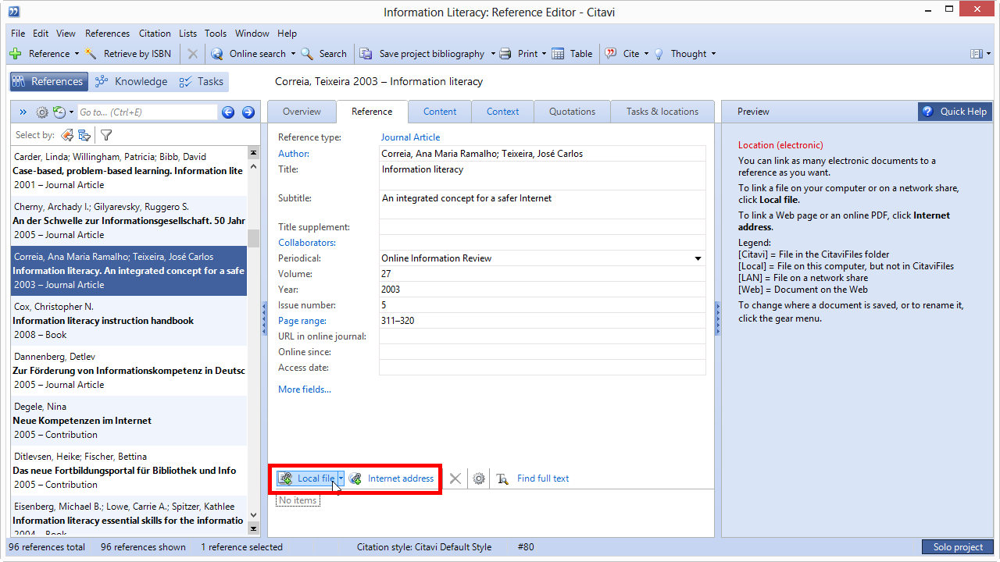 Information Literacy: Reference Editor - Citavi
File Edit View References Citation Lists Tools Window Help
Reference Retrieve by ISBN Online search Search Save project bibliography Print Table Cite Thought
References Knowledge Tasks
Correia, Teixeira 2003 – Information literacy
Go to... (Ctrl+E)
Select by:
Carder, Linda; Willingham, Patricia; Bibb, David
Case-based, problem-based learning. Information lite
2001 – Journal Article
Cherny, Archady I.; Gilyarevsky, Ruggero S.
An der Schwelle zur Informationsgesellschaft. 50 Jahr
2005 – Journal Article
Correia, Ana Maria Ramalho; Teixeira, José Carlos
Information literacy. An integrated concept for a safe
2003 – Journal Article
Cox, Christopher N.
Information literacy instruction handbook
2008 – Book
Dannenberg, Detlev
Zur Förderung von Informationskompetenz in Deutsc
2005 – Journal Article
Degele, Nina
Neue Kompetenzen im Internet
2005 – Contribution
Ditlevsen, Heike; Fischer, Bettina
Das neue Fortbildungsportal für Bibliothek und Info
2005 – Contribution
Eisenberg, Michael B.; Lowe, Carrie A.; Spitzer, Kathlee
Information literacy essential skills for the informatio
2004 – Book
Overview Reference Content Context Quotations Tasks & locations
Reference type: Journal Article
Author: Correia, Ana Maria Ramalho; Teixeira, José Carlos
Title: Information literacy
Subtitle: An integrated concept for a safer Internet
Title supplement:
Collaborators:
Periodical: Online Information Review
Volume: 27
Year: 2003
Issue number: 5
Page range: 311–320
URL in online journal:
Online since:
Access date:
More fields...
Local file Internet address Find full text
No items
Preview Quick Help
Location (electronic)
You can link as many electronic documents to a
reference as you want.
To link a file on your computer or on a network share,
click Local file.
To link a Web page or an online PDF, click Internet
address.
Legend:
[Citavi] = File in the CitaviFiles folder
[Local] = File on this computer, but not in CitaviFiles
[LAN] = File on a network share
[Web] = Document on the Web
To change where a document is saved, or to rename it,
click the gear menu.
96 references total 96 references shown 1 reference selected Citation style: Citavi Default Style #80 Solo project